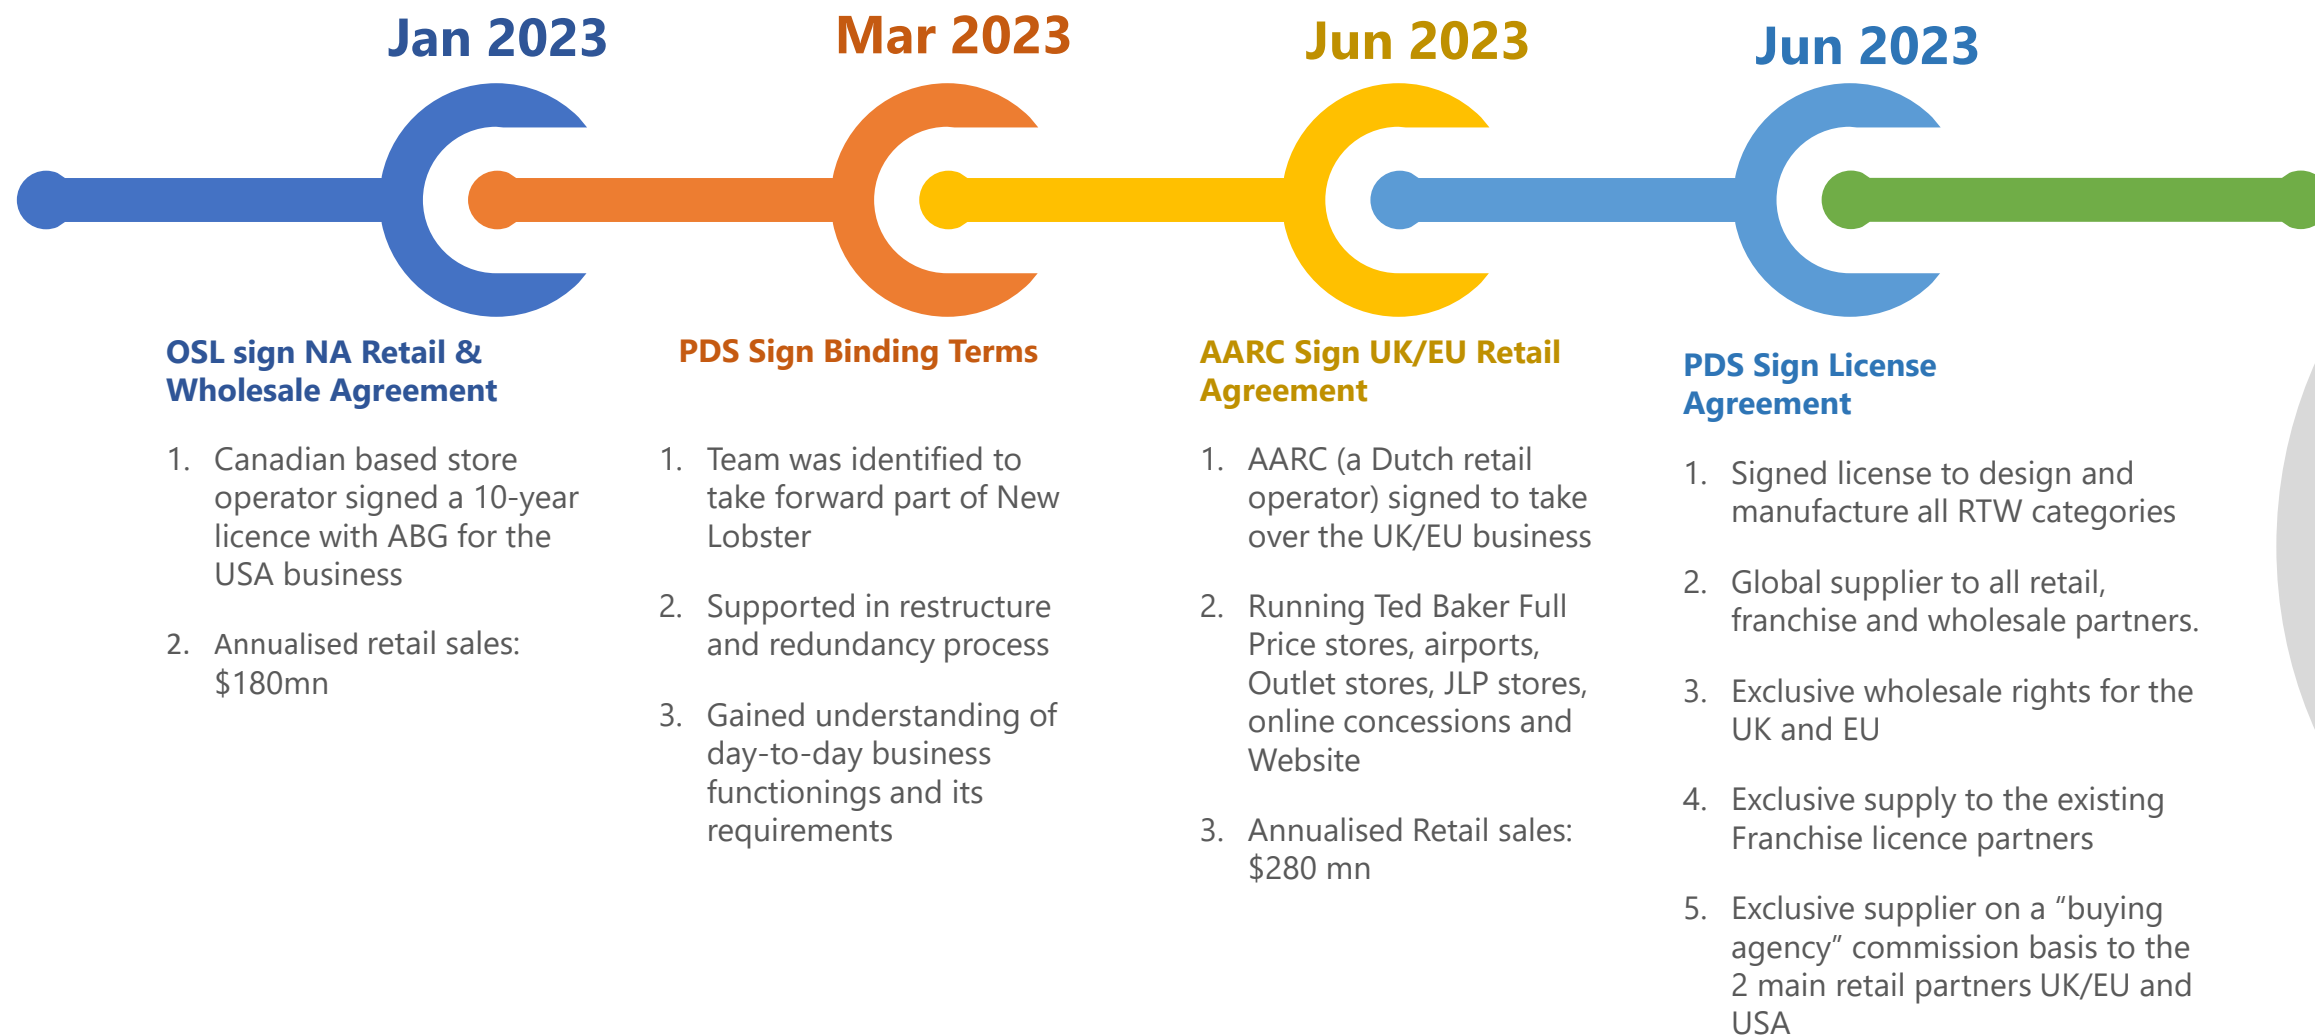 Jan 2023
Mar 2023
Jun 2023
Jun 2023
OSL sign NA Retail &
Wholesale Agreement
1. Canadian based store
operator signed a 10-year
licence with ABG for the
USA business
2. Annualised retail sales:
$180mn
PDS Sign Binding Terms
1. Team was identified to
take forward part of New
Lobster
2. Supported in restructure
and redundancy process
3. Gained understanding of
day-to-day business
functionings and its
requirements
AARC Sign UK/EU Retail
Agreement
1. AARC (a Dutch retail
operator) signed to take
over the UK/EU business
2. Running Ted Baker Full
Price stores, airports,
Outlet stores, JLP stores,
online concessions and
Website
3. Annualised Retail sales:
$280 mn
PDS Sign License
Agreement
1. Signed license to design and
manufacture all RTW categories
2. Global supplier to all retail,
franchise and wholesale partners.
3. Exclusive wholesale rights for the
UK and EU
4. Exclusive supply to the existing
Franchise licence partners
5. Exclusive supplier on a “buying
agency” commission basis to the
2 main retail partners UK/EU and
USA